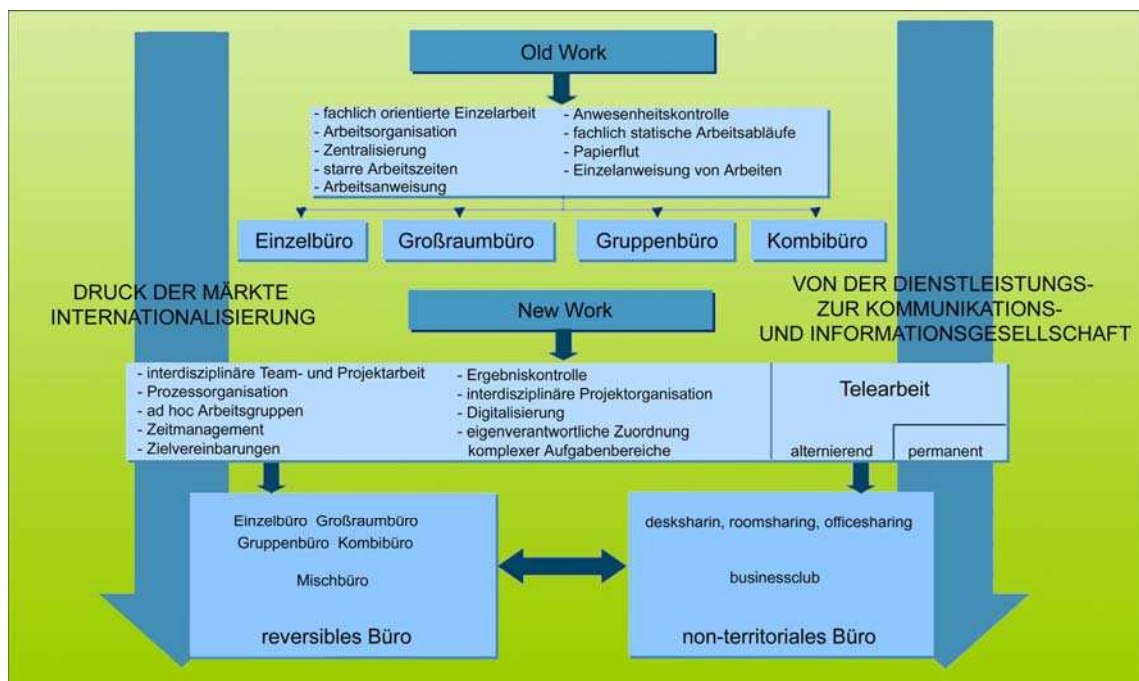 Old Work
- fachlich orientierte Einzelarbeit
- Arbeitsorganisation
- Zentralisierung
- starre Arbeitszeiten
- Arbeitsanweisung
- Anwesenheitskontrolle
- fachlich statische Arbeitsabläufe
- Papierflut
- Einzelanweisung von Arbeiten
Einzelbüro
Großraumbüro
Gruppenbüro
Kombibüro
DRUCK DER MÄRKTE
INTERNATIONALISIERUNG
VON DER DIENSTLEISTUNGS-
ZUR KOMMUNIKATIONS-
UND INFORMATIONSGESELLSCHAFT
New Work
- interdisziplinäre Team- und Projektarbeit
- Prozessorganisation
- ad hoc Arbeitsgruppen
- Zeitmanagement
- Zielvereinbarungen
- Ergebniskontrolle
- interdisziplinäre Projektorganisation
- Digitalisierung
- eigenverantwortliche Zuordnung
komplexer Aufgabenbereiche
Telearbeit
alternierend
permanent
Einzelbüro Großraumbüro
Gruppenbüro Kombibüro
Mischbüro
reversibles Büro
desksharin, roomsharing, officesharing
businessclub
non-territoriales Büro